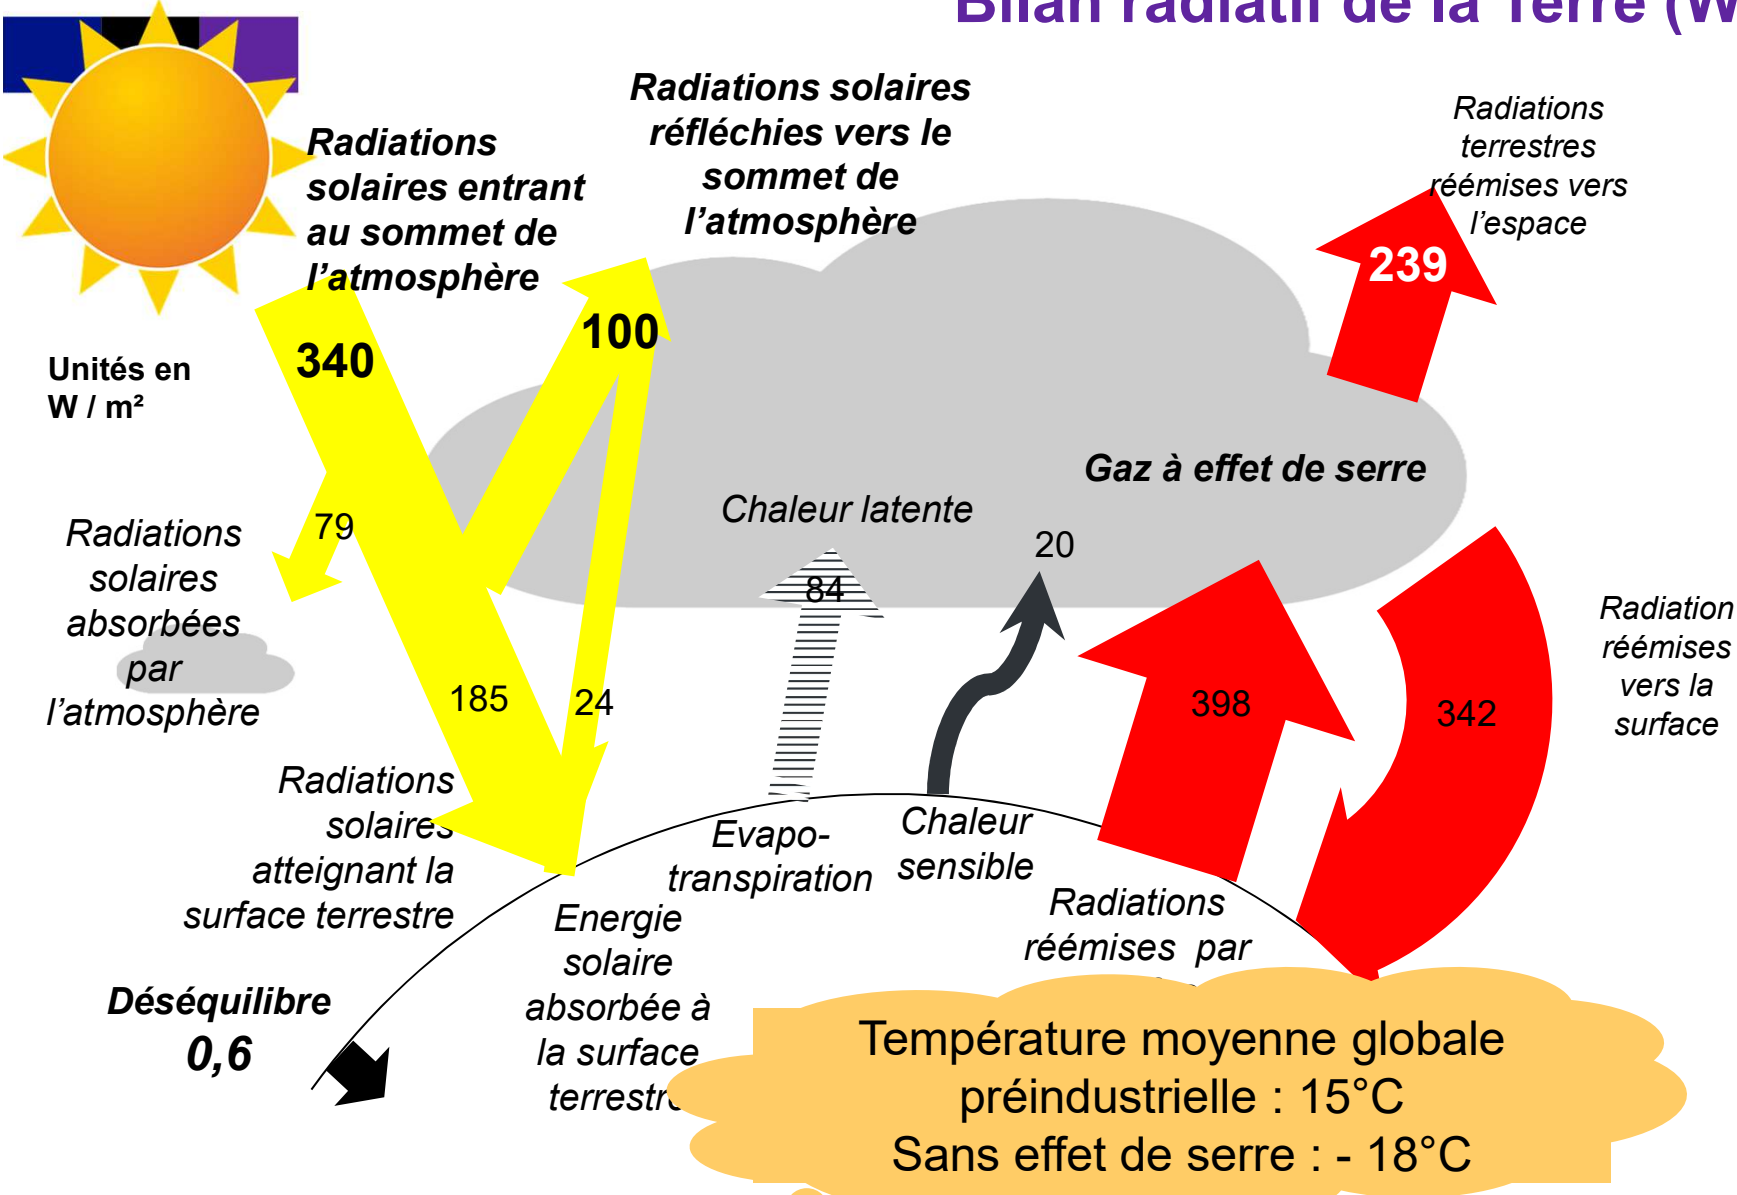 Bilan radiatif de la Terre (W
Radiations solaires
réfléchies vers le
sommet de
l’atmosphère
Radiations
solaires entrant
au sommet de
l’atmosphère
Radiations
terrestres
réémises vers
l’espace
239
100
340
Unités en
W / m²
Gaz à effet de serre
Chaleur latente
20
79
Radiations
solaires
absorbées
par
l’atmosphère
84
Radiation
réémises
vers la
surface
185
24
398
342
Radiations
solaires
atteignant la
surface terrestre
Evapo-
transpiration
Chaleur
sensible
Radiations
réémises par
Energie
solaire
absorbée à
la surface
terrestre
Déséquilibre
0,6
Température moyenne globale
préindustrielle : 15°C
Sans effet de serre : - 18°C